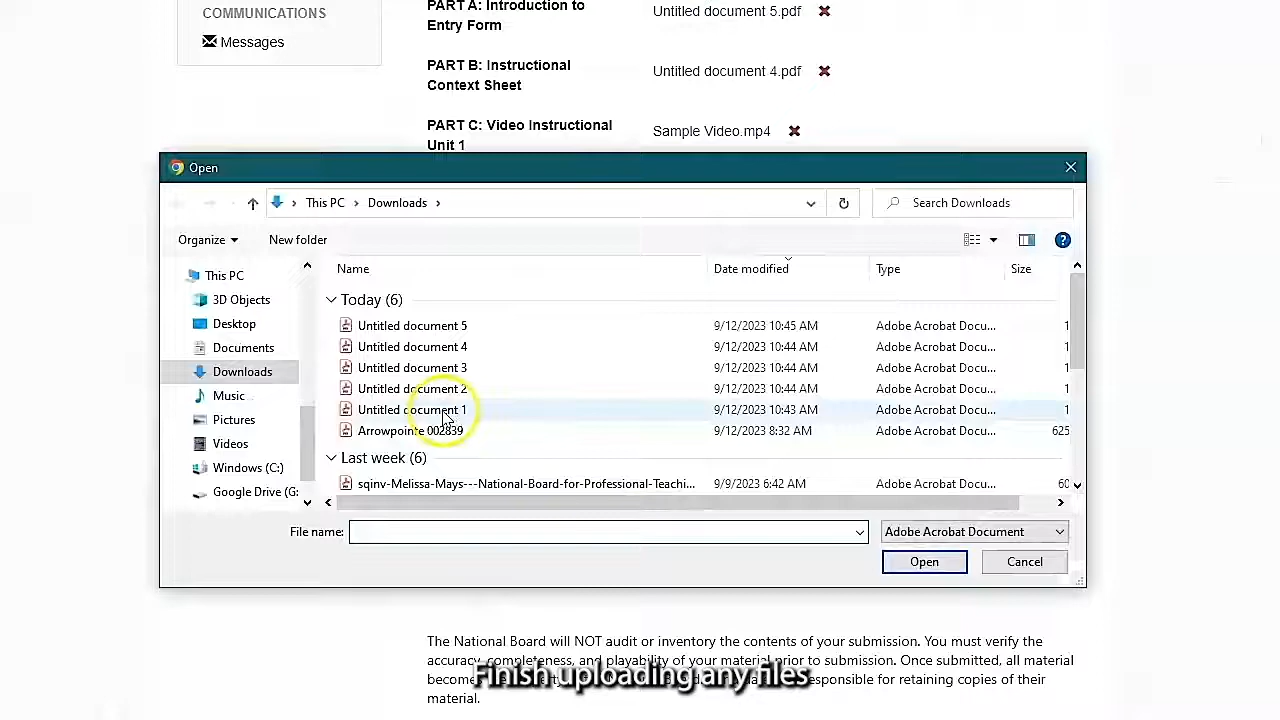 COMMUNICATIONS
Messages
PART A: Introduction to
Entry Form
Untitled document 5.pdf
PART B: Instructional
Context Sheet
Untitled document 4.pdf
PART C: Video Instructional
Unit 1
Sample Video.mp4
Open
This PC
Downloads
Search Downloads
Organize
New folder
This PC
3D Objects
Desktop
Documents
Downloads
Music
Pictures
Videos
Windows (C:)
Google Drive (G:
Name Date modified Type Size
Today (6)
Untitled document 5 9/12/2023 10:45 AM Adobe Acrobat Docu... 1
Untitled document 4 9/12/2023 10:44 AM Adobe Acrobat Docu... 1
Untitled document 3 9/12/2023 10:44 AM Adobe Acrobat Docu... 1
Untitled document 2 9/12/2023 10:44 AM Adobe Acrobat Docu... 1
Untitled document 1 9/12/2023 10:43 AM Adobe Acrobat Docu... 1
Arrowpointe 002839 9/12/2023 8:32 AM Adobe Acrobat Docu... 625
Last week (6)
sqinv-Melissa-Mays---National-Board-for-Professional-Teachi... 9/9/2023 6:42 AM Adobe Acrobat Docu... 60
File name:
Adobe Acrobat Document
Open
Cancel
The National Board will NOT audit or inventory the contents of your submission. You must verify the
accuracy, completeness, and playability of your material prior to submission. Once submitted, all material
becomes responsible for retaining copies of their
material.
Finish uploading any files